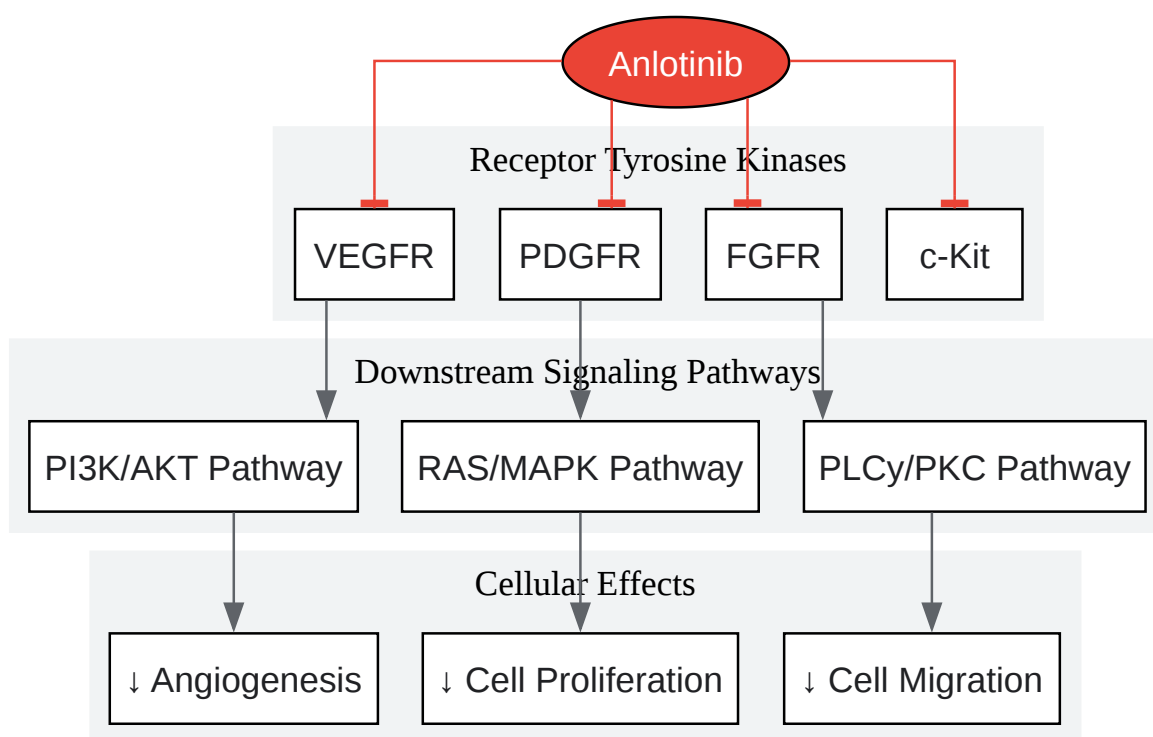 Anlotinib
Receptor Tyrosine Kinases
VEGFR
PDGFR
FGFR
c-Kit
Downstream Signaling Pathways
PI3K/AKT Pathway
RAS/MAPK Pathway
PLCy/PKC Pathway
Cellular Effects
↓ Angiogenesis
↓ Cell Proliferation
↓ Cell Migration